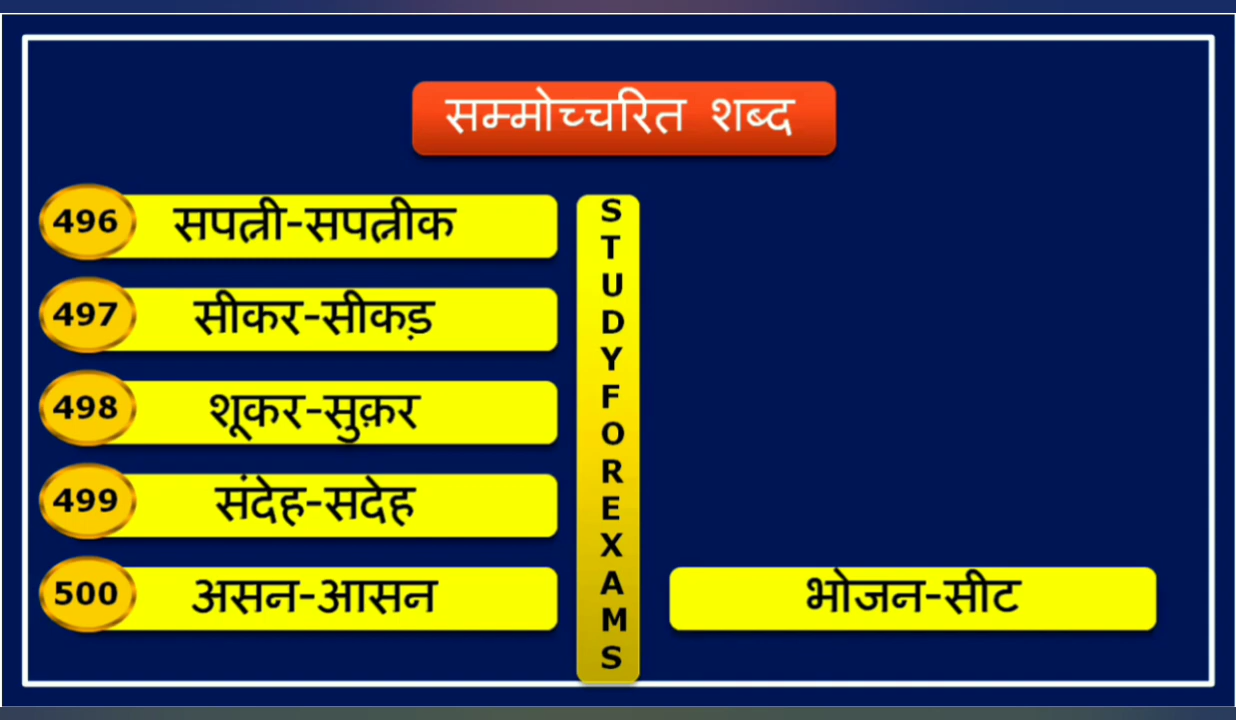 सम्मोच्चरित शब्द
496 सपत्नी-सपत्नीक
497 सीकर-सीकड़
498 शूकर-सुक़र
499 संदेह-सदेह
500 असन-आसन
STUDYFOREXAMS
भोजन-सीट